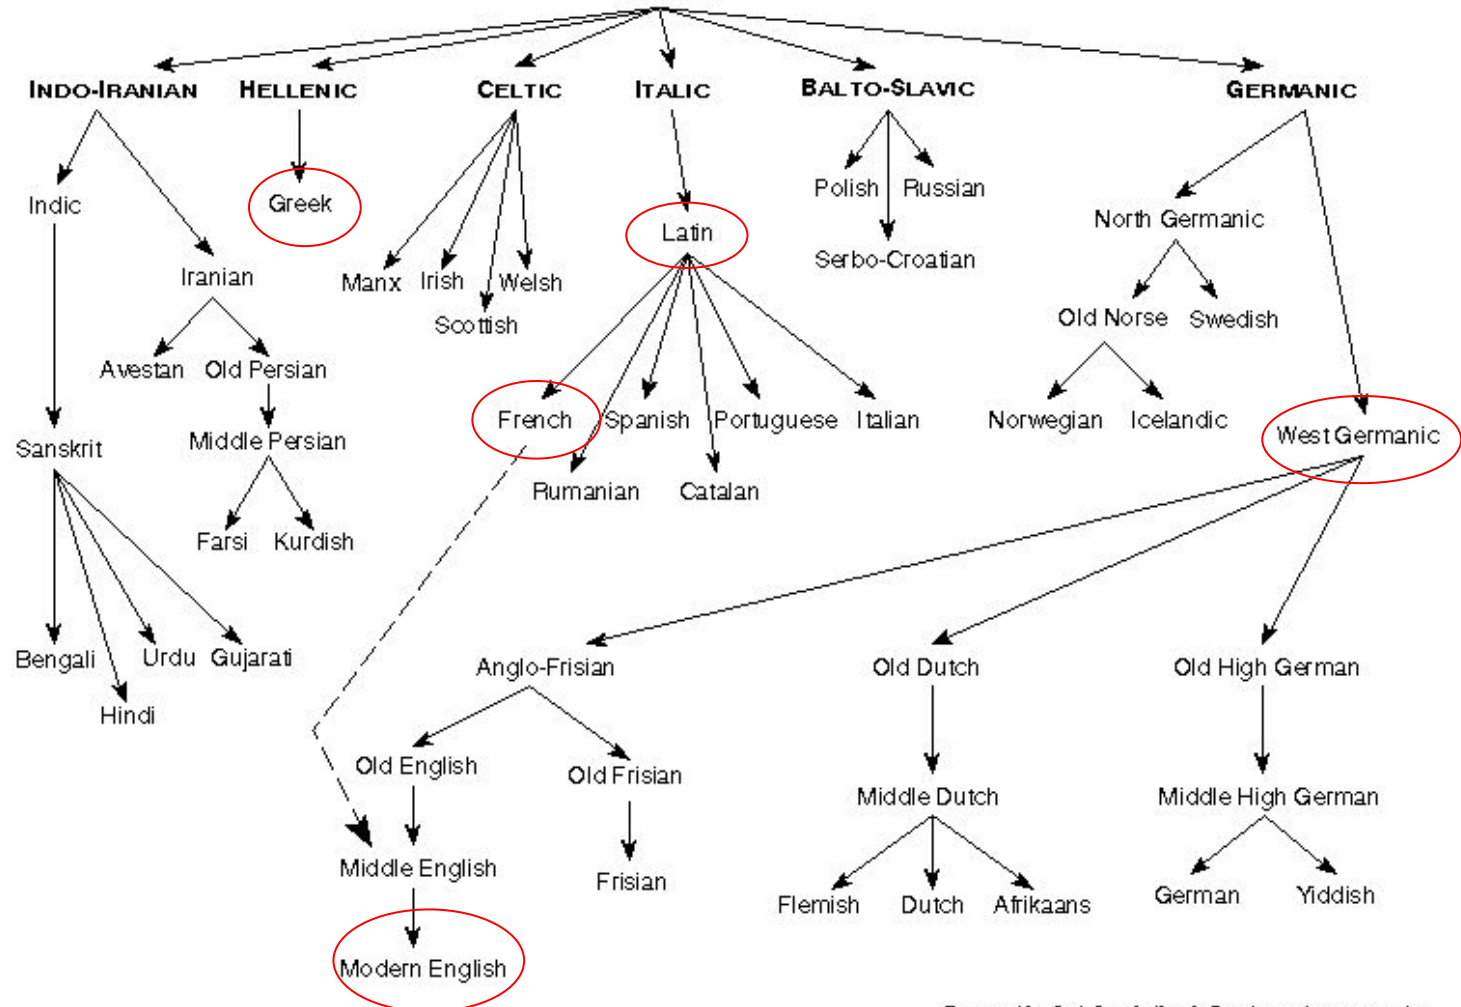 INDO-IRANIAN HELLENIC CELTIC ITALIC BALTO-SLAVIC GERMANIC
Indic Greek Latin Polish Russian North Germanic
Iranian Manx Irish Welsh Serbo-Croatian
Scottish Old Norse Swedish
Avestan Old Persian
French Spanish Portuguese Italian Norwegian Icelandic West Germanic
Sanskrit Middle Persian
Rumanian Catalan
Farsi Kurdish
Bengali Urdu Gujarati Anglo-Frisian Old Dutch Old High German
Hindi
Old English Old Frisian
Middle Dutch Middle High German
Middle English Frisian
Flemish Dutch Afrikaans German Yiddish
Modern English